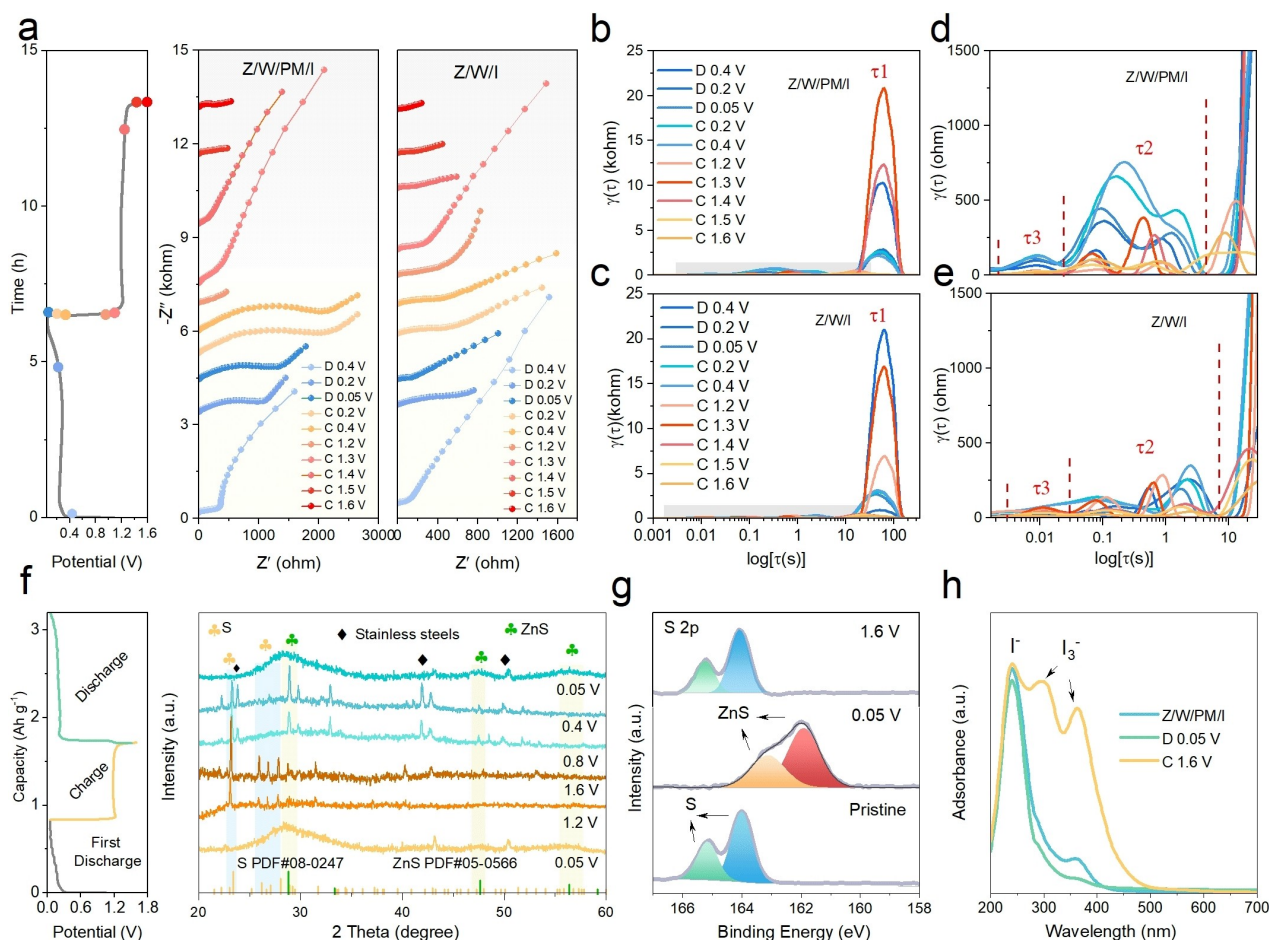 a
Time (h)
15
10
5
0
0.4 0.8 1.2 1.6
Potential (V)
-Z″ (kohm)
15
12
9
6
3
0
Z/W/PM/I
D 0.4 V
D 0.2 V
D 0.05 V
C 0.2 V
C 0.4 V
C 1.2 V
C 1.3 V
C 1.4 V
C 1.5 V
C 1.6 V
0 1000 2000 3000
Z′ (ohm)
Z/W/I
D 0.4 V
D 0.2 V
D 0.05 V
C 0.2 V
C 0.4 V
C 1.2 V
C 1.3 V
C 1.4 V
C 1.5 V
C 1.6 V
0 400 800 1200 1600
Z′ (ohm)
b
γ(τ) (kohm)
25
20
15
10
5
0
D 0.4 V
D 0.2 V
D 0.05 V
C 0.2 V
C 0.4 V
C 1.2 V
C 1.3 V
C 1.4 V
C 1.5 V
C 1.6 V
Z/W/PM/I
τ1
c
γ(τ)(kohm)
25
20
15
10
5
0
D 0.4 V
D 0.2 V
D 0.05 V
C 0.2 V
C 0.4 V
C 1.2 V
C 1.3 V
C 1.4 V
C 1.5 V
C 1.6 V
Z/W/I
τ1
0.001 0.01 0.1 1 10 100 1000
log[τ(s)]
d
γ(τ) (ohm)
1500
1000
500
0
Z/W/PM/I
τ2
τ3
e
γ(τ) (ohm)
1500
1000
500
0
Z/W/I
τ2
τ3
0.01 0.1 1 10
log[τ(s)]
f
Capacity (Ah g⁻¹)
3
2
1
0
Discharge
Charge
First
Discharge
0.0 0.6 1.2 1.8
Potential (V)
Intensity (a.u.)
S
Stainless steels
ZnS
0.05 V
0.4 V
0.8 V
1.6 V
1.2 V
0.05 V
S PDF#08-0247
ZnS PDF#05-0566
20 30 40 50 60
2 Theta (degree)
g
Intensity (a.u.)
S 2p
1.6 V
ZnS
0.05 V
S
Pristine
166 164 162 160 158
Binding Energy (eV)
h
Adsorbance (a.u.)
I⁻
I₃⁻
Z/W/PM/I
D 0.05 V
C 1.6 V
200 300 400 500 600 700
Wavelength (nm)